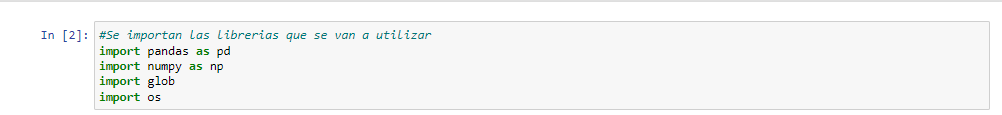 In [2]: #Se importan las librerias que se van a utilizar
import pandas as pd
import numpy as np
import glob
import os